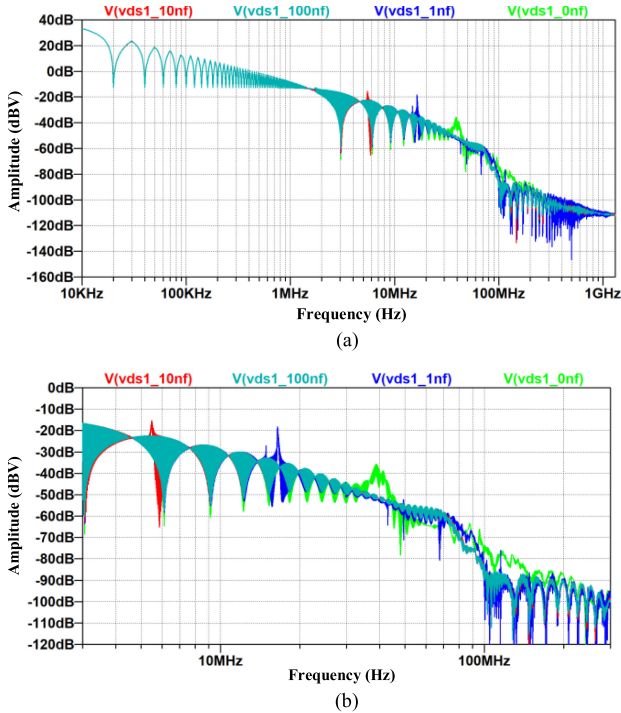 V(vds1_10nf) V(vds1_100nf) V(vds1_1nf) V(vds1_0nf)
40dB
20dB
0dB
-20dB
-40dB
-60dB
-80dB
-100dB
-120dB
-140dB
-160dB
Amplitude (dBV)
10KHz 100KHz 1MHz 10MHz 100MHz 1GHz
Frequency (Hz)
(a)
V(vds1_10nf) V(vds1_100nf) V(vds1_1nf) V(vds1_0nf)
0dB
-10dB
-20dB
-30dB
-40dB
-50dB
-60dB
-70dB
-80dB
-90dB
-100dB
-110dB
-120dB
Amplitude (dBV)
10MHz 100MHz
Frequency (Hz)
(b)